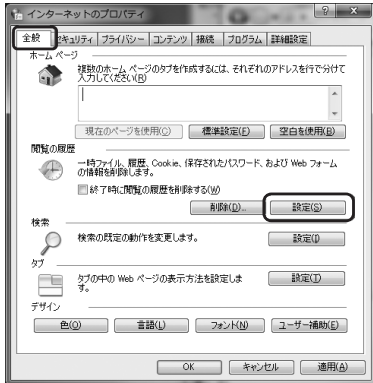 インターネットのプロパティ
全般 セキュリティ プライバシー コンテンツ 接続 プログラム 詳細設定
ホーム ページ
複数のホーム ページのタブを作成するには、それぞれのアドレスを行で分けて
入力してください(R)
現在のページを使用(C) 標準設定(F) 空白を使用(B)
閲覧の履歴
一時ファイル、履歴、Cookie、保存されたパスワード、および Web フォーム
の情報を削除します。
終了時に閲覧の履歴を削除する(W)
削除(D)... 設定(S)
検索
検索の既定の動作を変更します。 設定(I)
タブ
タブの中の Web ページの表示方法を設定しま
す。 設定(T)
デザイン
色(O) 言語(L) フォント(N) ユーザー補助(E)
OK キャンセル 適用(A)